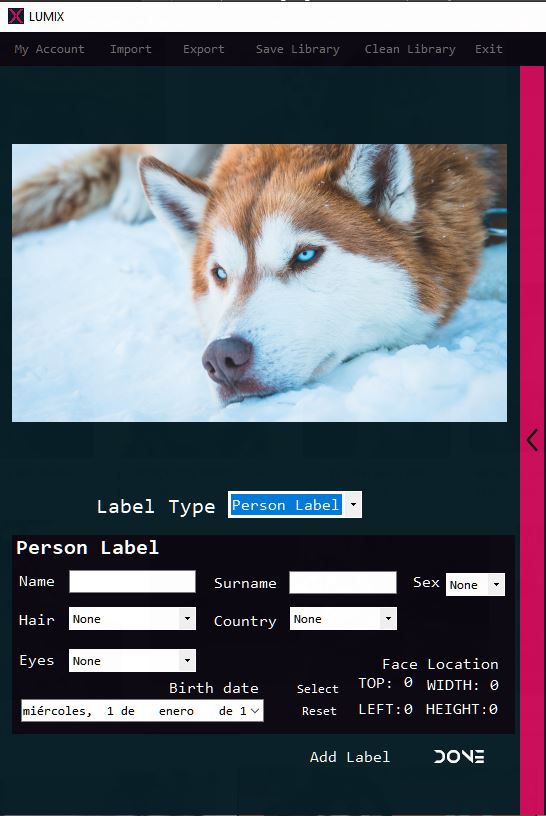 LUMIX
My Account Import Export Save Library Clean Library Exit
Label Type Person Label
Person Label
Name Surname Sex None
Hair None Country None
Eyes None
Face Location
Birth date Select TOP: 0 WIDTH: 0
miércoles, 1 de enero de 1 Reset LEFT:0 HEIGHT:0
Add Label DONE